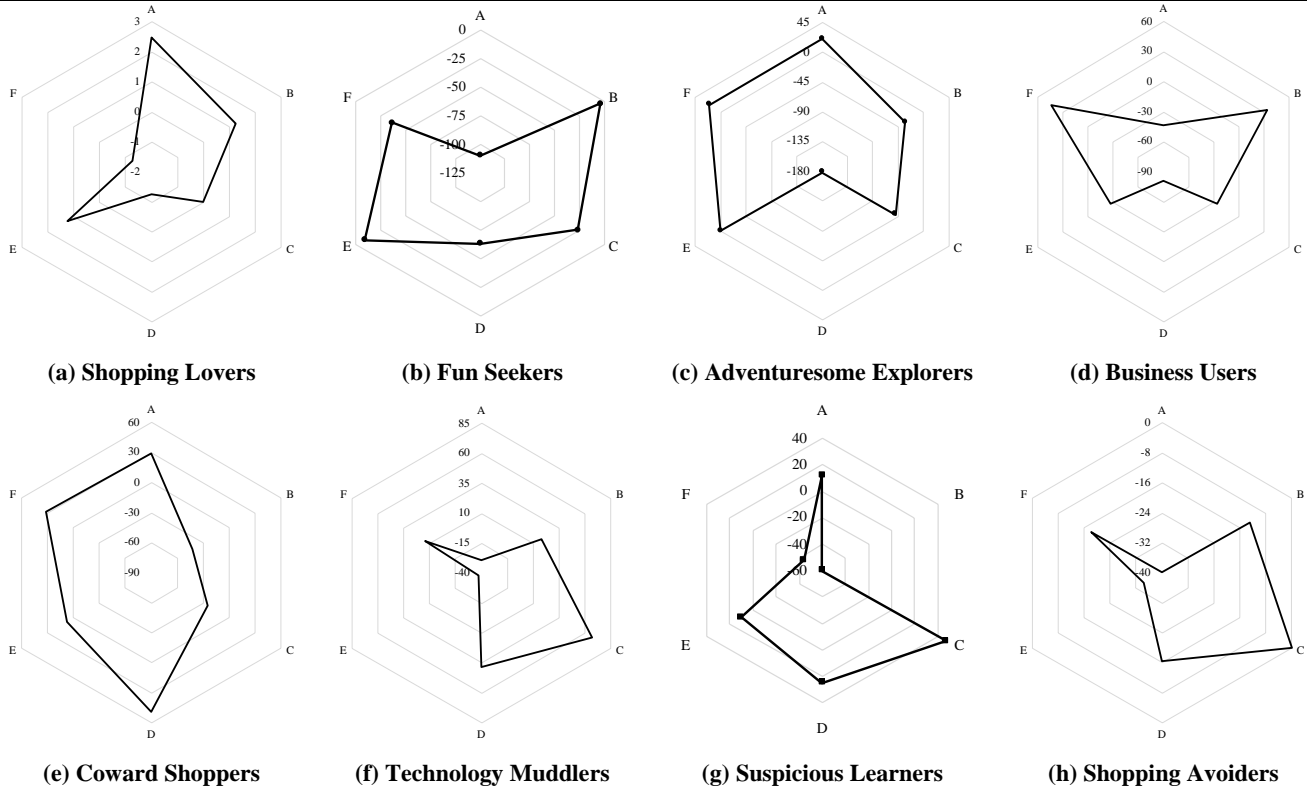 A
3
2
1
0
-1
-2
F
B
E
C
D
(a) Shopping Lovers
A
0
-25
-50
-75
-100
-125
F
B
E
C
D
(b) Fun Seekers
A
45
0
-45
-90
-135
-180
F
B
E
C
D
(c) Adventuresome Explorers
A
60
30
0
-30
-60
-90
F
B
E
C
D
(d) Business Users
A
60
30
0
-30
-60
-90
F
B
E
C
D
(e) Coward Shoppers
A
85
60
35
10
-15
-40
F
B
E
C
D
(f) Technology Muddlers
A
40
20
0
-20
-40
-60
F
B
E
C
D
(g) Suspicious Learners
A
0
-8
-16
-24
-32
-40
F
B
E
C
D
(h) Shopping Avoiders